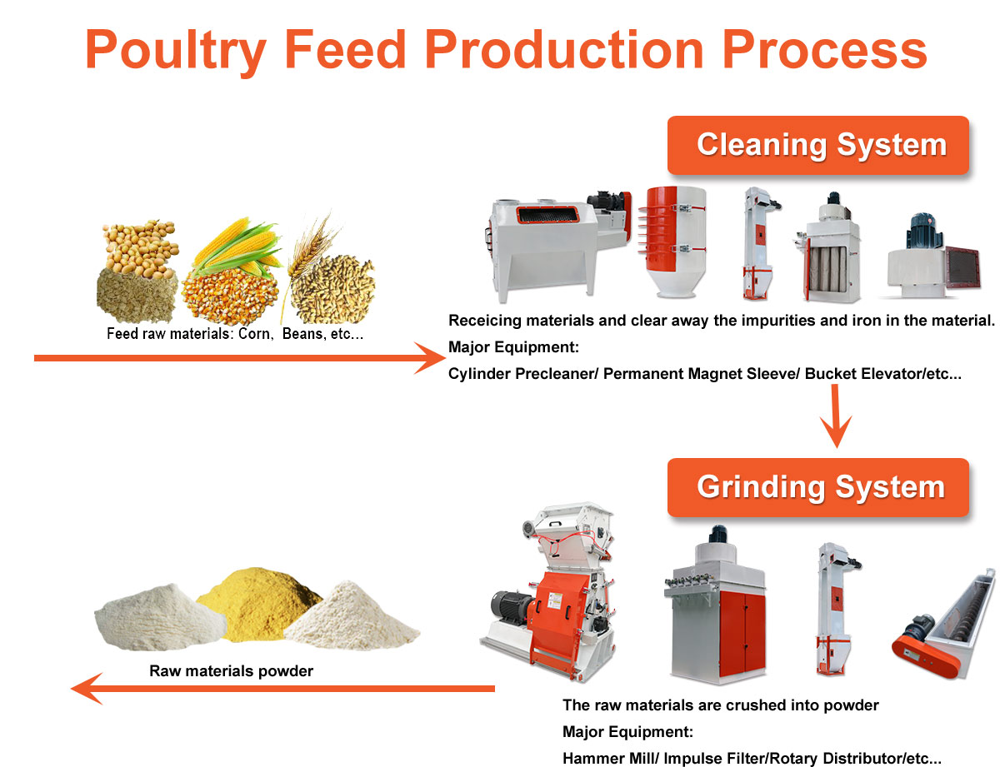 Poultry Feed Production Process
Cleaning System
Feed raw materials: Corn, Beans, etc...
Receicing materials and clear away the impurities and iron in the material.
Major Equipment:
Cylinder Precleaner/ Permanent Magnet Sleeve/ Bucket Elevator/etc...
Grinding System
Raw materials powder
The raw materials are crushed into powder
Major Equipment:
Hammer Mill/ Impulse Filter/Rotary Distributor/etc...